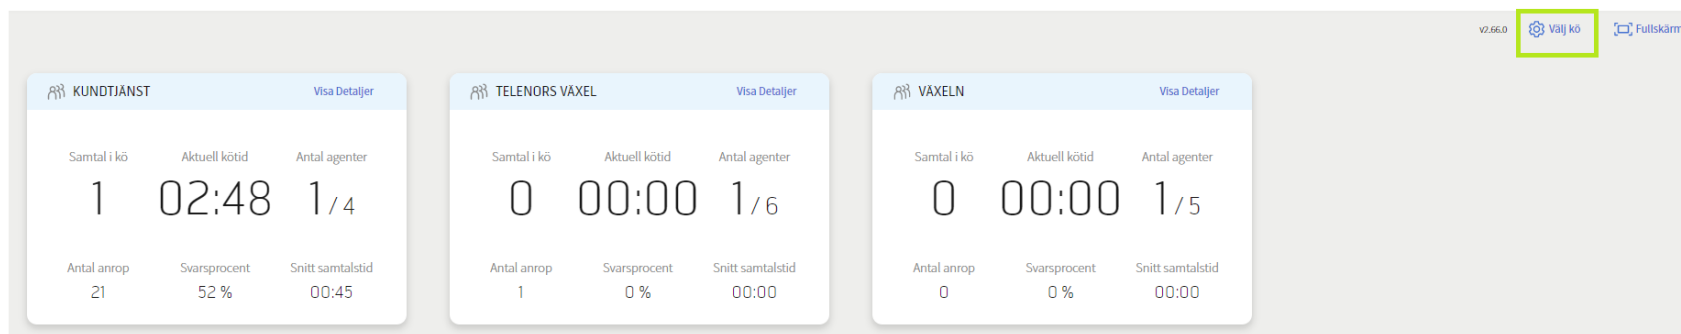 v2.66.0 Välj kö Fullskärm
KUNDTJÄNST Visa Detaljer
Samtal i kö Aktuell kötid Antal agenter
1 02:48 1 / 4
Antal anrop Svarsprocent Snitt samtalstid
21 52 % 00:45
TELENORS VÄXEL Visa Detaljer
Samtal i kö Aktuell kötid Antal agenter
0 00:00 1 / 6
Antal anrop Svarsprocent Snitt samtalstid
1 0 % 00:00
VÄXELN Visa Detaljer
Samtal i kö Aktuell kötid Antal agenter
0 00:00 1 / 5
Antal anrop Svarsprocent Snitt samtalstid
0 0 % 00:00